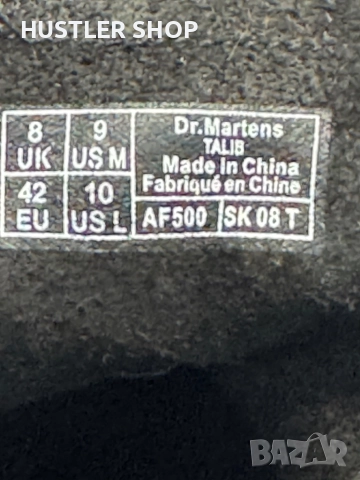 HUSTLER SHOP
8 UK
9 US M
42 EU
10 US L
Dr.Martens
TALIB
Made in China
Fabriqué en Chine
AF500 SK 08 T
BAZAR